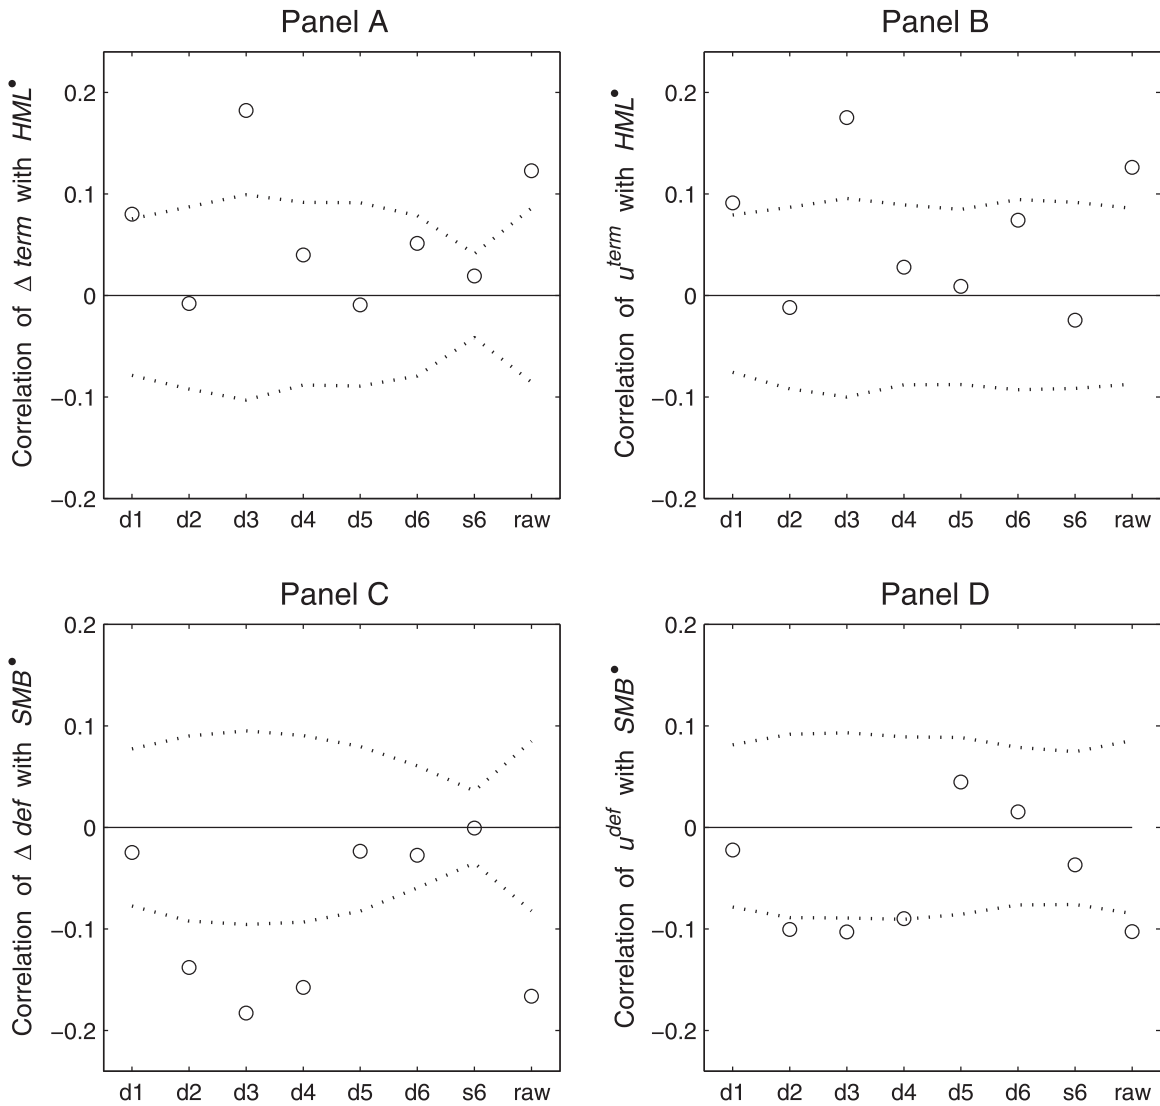 Panel A
Correlation of Δ term with HML•
0.2
0.1
0
−0.1
−0.2
d1 d2 d3 d4 d5 d6 s6 raw
Panel B
Correlation of u^term with HML•
0.2
0.1
0
−0.1
−0.2
d1 d2 d3 d4 d5 d6 s6 raw
Panel C
Correlation of Δ def with SMB•
0.2
0.1
0
−0.1
−0.2
d1 d2 d3 d4 d5 d6 s6 raw
Panel D
Correlation of u^def with SMB•
0.2
0.1
0
−0.1
−0.2
d1 d2 d3 d4 d5 d6 s6 raw